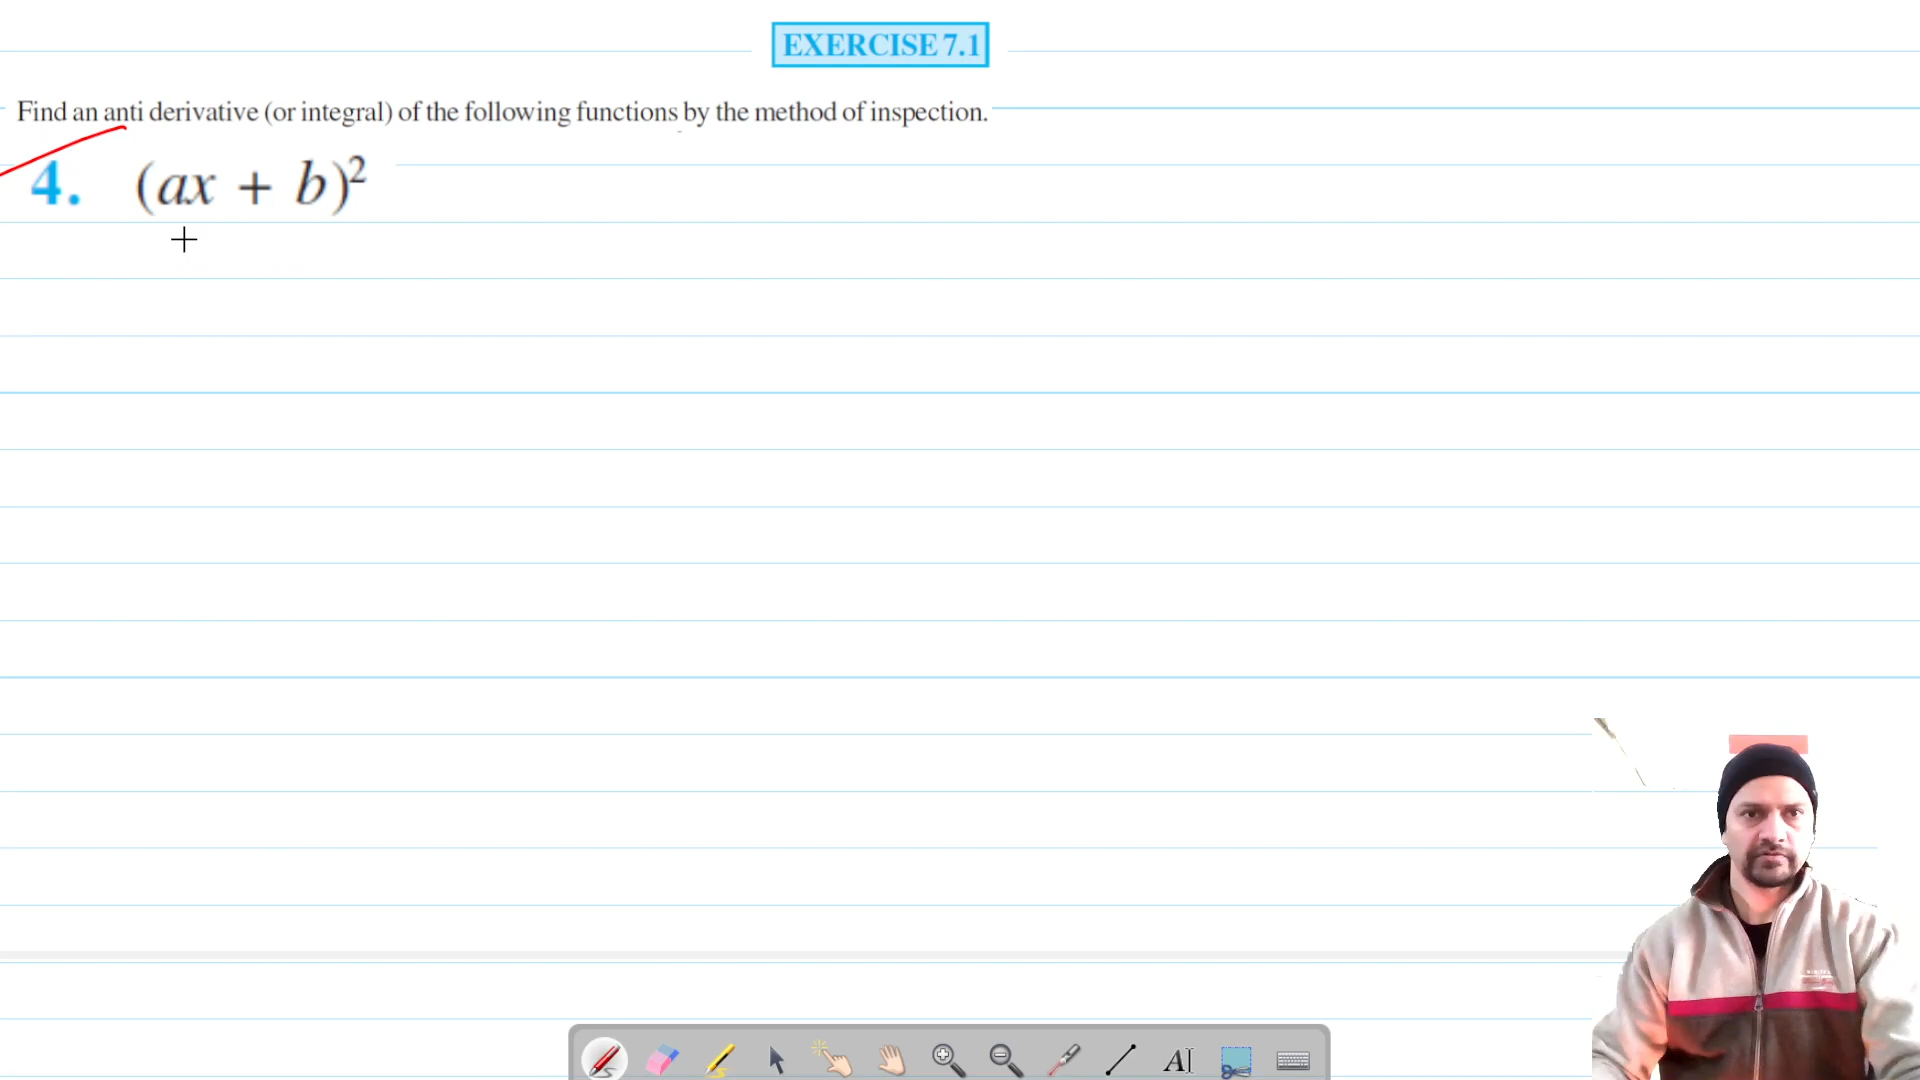 EXERCISE 7.1
Find an anti derivative (or integral) of the following functions by the method of inspection.
4. (ax + b)²